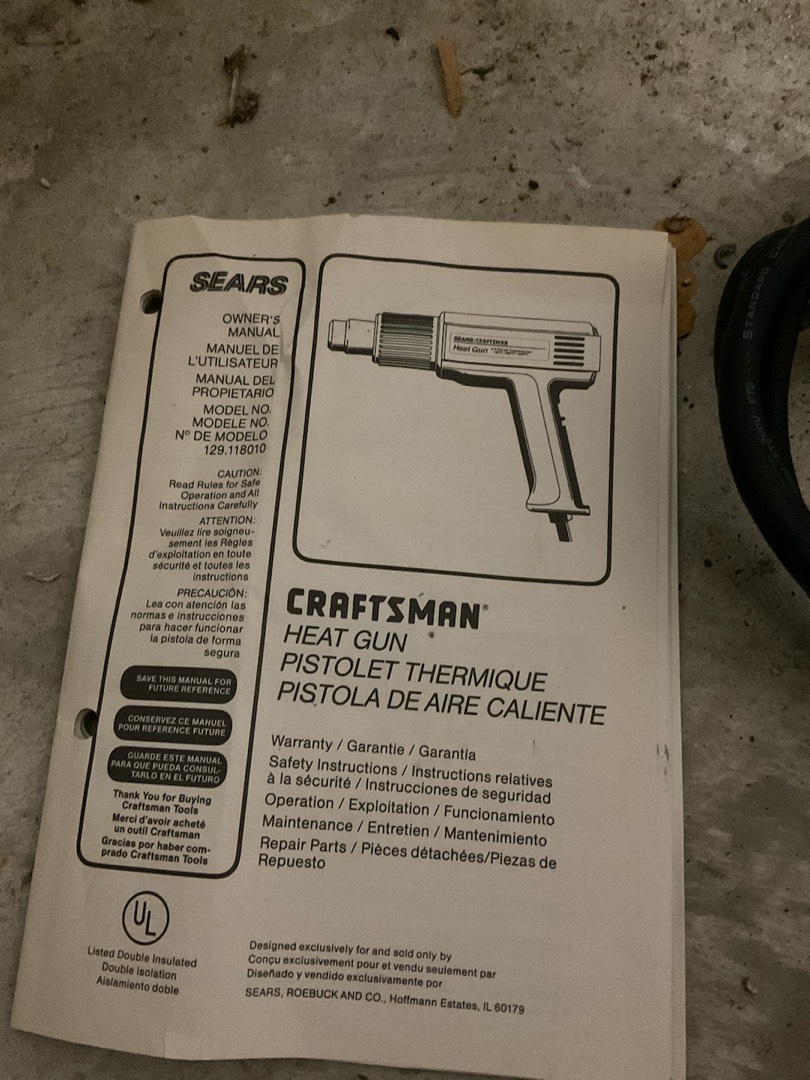 SEARS
OWNER'S
MANUAL
MANUEL DE
L'UTILISATEUR
MANUAL DEL
PROPIETARIO
MODEL NO.
MODELE NO.
Nº DE MODELO
129.118010
CAUTION:
Read Rules for Safe
Operation and All
Instructions Carefully
ATTENTION:
Veuillez lire soigneu-
sement les Règles
d'exploitation en toute
sécurité et toutes les
instructions
PRECAUCIÓN:
Lea con atención las
normas e instrucciones
para hacer funcionar
la pistola de forma
segura
SAVE THIS MANUAL FOR
FUTURE REFERENCE
CONSERVEZ CE MANUEL
POUR REFERENCE FUTURE
GUARDE ESTE MANUAL
PARA QUE PUEDA CONSUL-
TARLO EN EL FUTURO
Thank You for Buying
Craftsman Tools
Merci d'avoir acheté
un outil Craftsman
Gracias por haber com-
prado Craftsman Tools
UL
Listed Double Insulated
Double isolation
Aislamiento doble
SEARS/CRAFTSMAN
Heat Gun
CRAFTSMAN®
HEAT GUN
PISTOLET THERMIQUE
PISTOLA DE AIRE CALIENTE
Warranty / Garantie / Garantía
Safety Instructions / Instructions relatives
à la sécurité / Instrucciones de seguridad
Operation / Exploitation / Funcionamiento
Maintenance / Entretien / Mantenimiento
Repair Parts / Pièces détachées/Piezas de
Repuesto
Designed exclusively for and sold only by
Conçu exclusivement pour et vendu seulement par
Diseñado y vendido exclusivamente por
SEARS, ROEBUCK AND CO., Hoffmann Estates, IL 60179
STANDARD